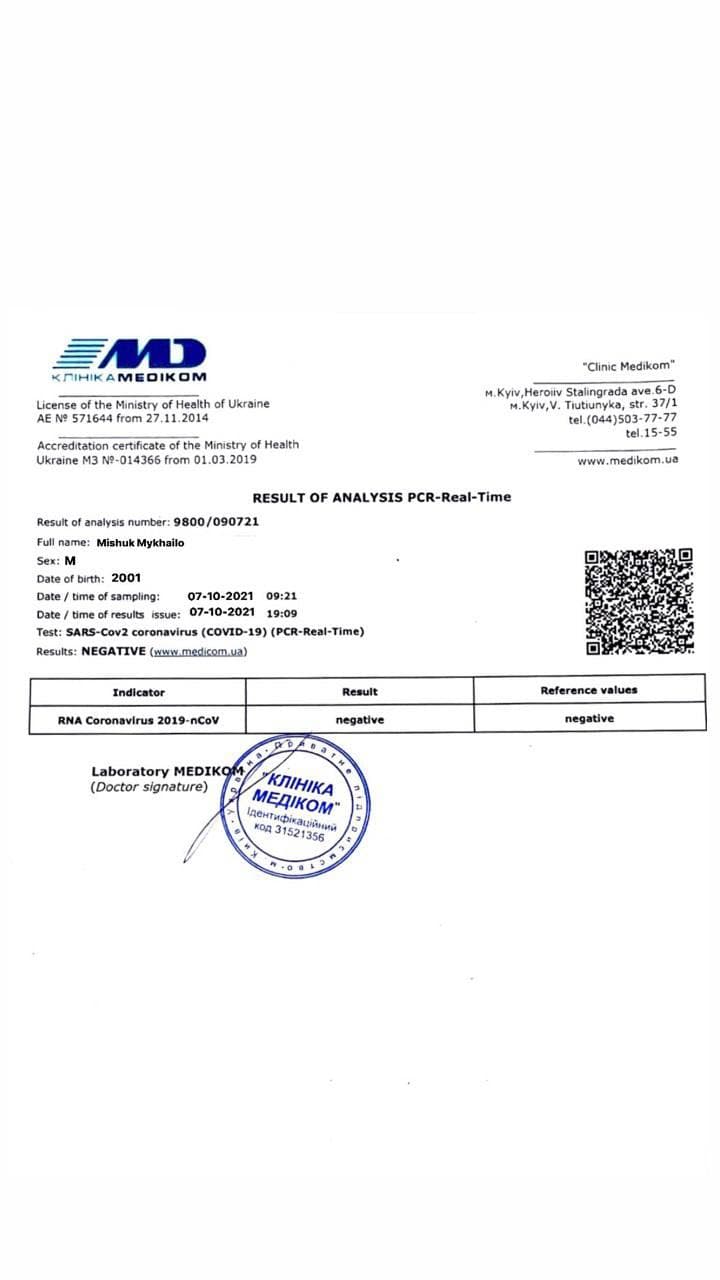 MD
КЛІНІКАМЕДІКОМ
License of the Ministry of Health of Ukraine
AE Nº 571644 from 27.11.2014
Accreditation certificate of the Ministry of Health
Ukraine МЗ Nº-014366 from 01.03.2019
"Clinic Medikom"
м.Kyiv,Heroiiv Stalingrada ave.6-D
м.Kyiv,V. Tiutiunyka, str. 37/1
tel.(044)503-77-77
tel.15-55
www.medikom.ua
RESULT OF ANALYSIS PCR-Real-Time
Result of analysis number: 9800/090721
Full name: Mishuk Mykhailo
Sex: M
Date of birth: 2001
Date / time of sampling: 07-10-2021 09:21
Date / time of results issue: 07-10-2021 19:09
Test: SARS-Cov2 coronavirus (COVID-19) (PCR-Real-Time)
Results: NEGATIVE (www.medicom.ua)
Indicator Result Reference values
RNA Coronavirus 2019-nCoV negative negative
Laboratory MEDIKOM
(Doctor signature)
Україна · Приватне підприємство · м. Київ
"КЛІНІКА
МЕДІКОМ"
Ідентифікаційний
код 31521356